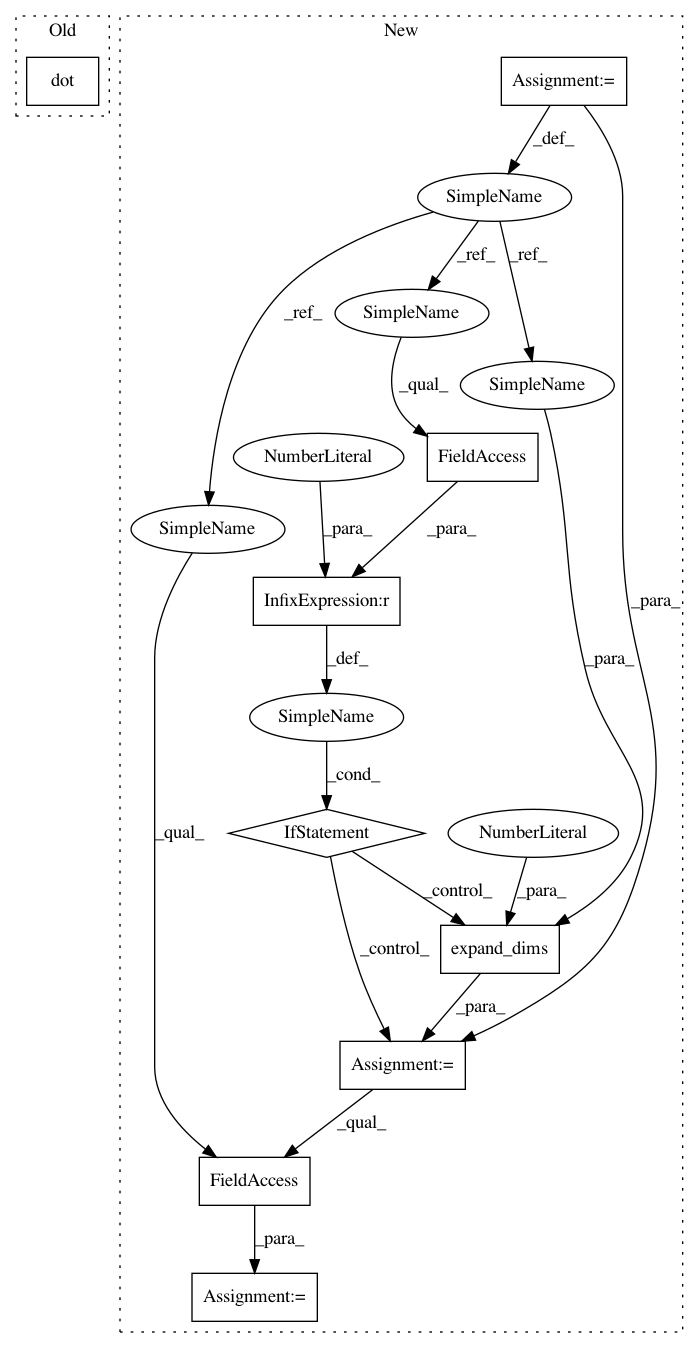 Old
New
dot
Assignment:=
_def_
SimpleName
_ref_
_ref_
_ref_
SimpleName
SimpleName
_qual_
NumberLiteral
FieldAccess
SimpleName
_para_
_para_
InfixExpression:r
_para_
_def_
_para_
SimpleName
_cond_
_qual_
IfStatement
NumberLiteral
_control_
_para_
_control_
expand_dims
_para_
Assignment:=
_qual_
FieldAccess
_para_
Assignment:=